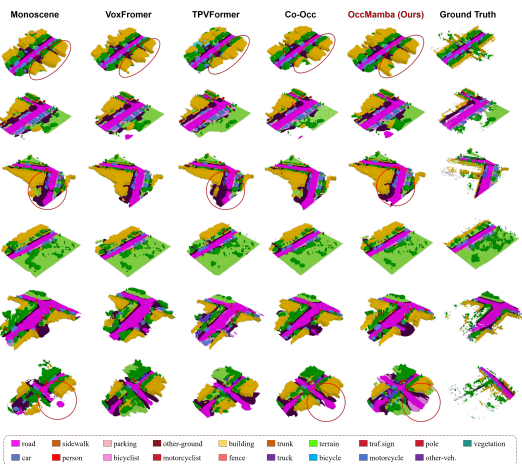 Monoscene VoxFromer TPVFormer Co-Occ OccMamba (Ours) Ground Truth
road sidewalk parking other-ground building trunk terrain traf.sign pole vegetation
car person bicyclist motorcyclist fence truck bicycle motorcycle other-veh.